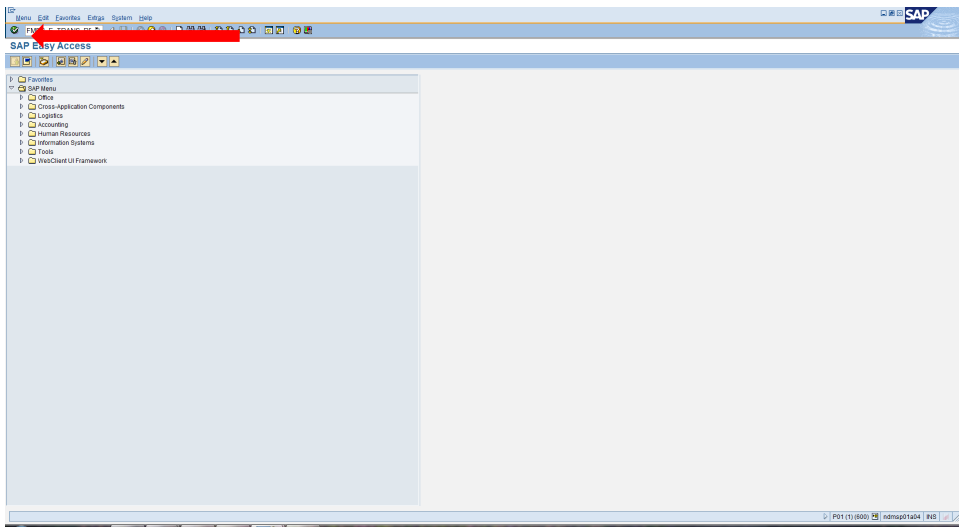 Menu Edit Favorites Extras System Help
SAP
SAP Easy Access
Favorites
SAP Menu
Office
Cross-Application Components
Logistics
Accounting
Human Resources
Information Systems
Tools
WebClient UI Framework
P01 (1) (600) ndmsp01a04 INS